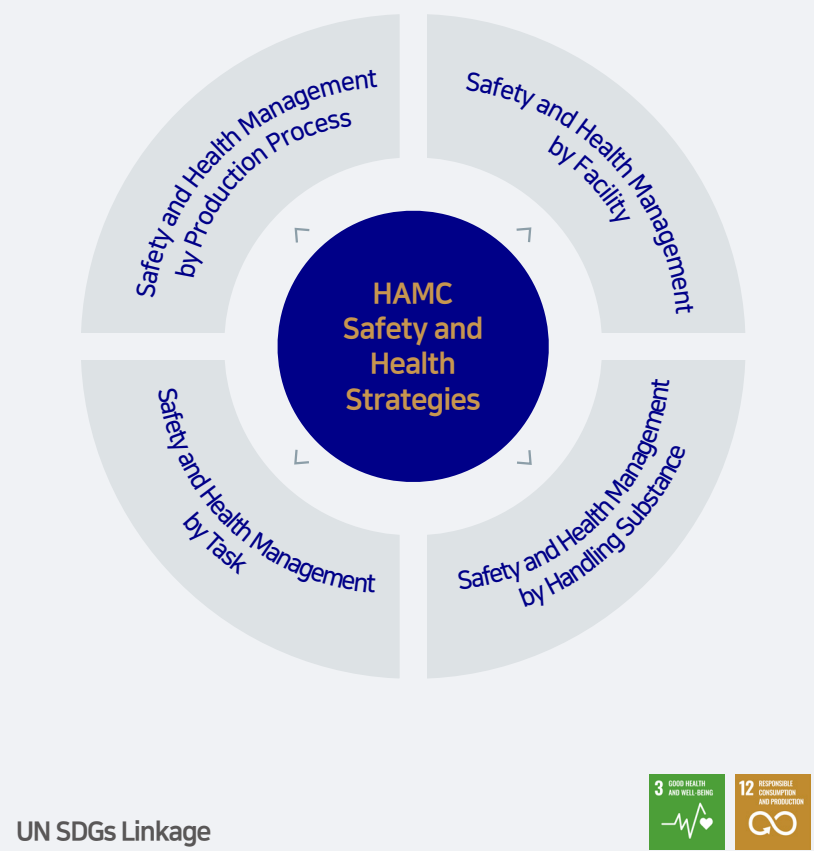 Safety and Health Management
by Production Process
Safety and Health Management
by Facility
HAMC
Safety and
Health
Strategies
Safety and Health Management
by Task
Safety and Health Management
by Handling Substance
UN SDGs Linkage
3 GOOD HEALTH
AND WELL-BEING
12 RESPONSIBLE
CONSUMPTION
AND PRODUCTION